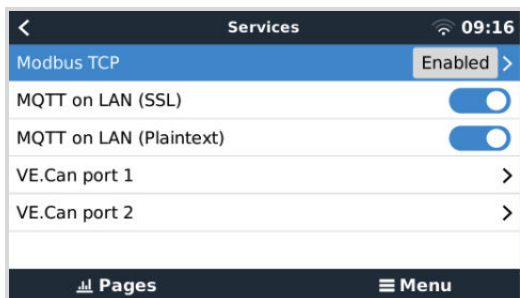 Services 09:16
Modbus TCP Enabled
MQTT on LAN (SSL)
MQTT on LAN (Plaintext)
VE.Can port 1
VE.Can port 2
Pages Menu